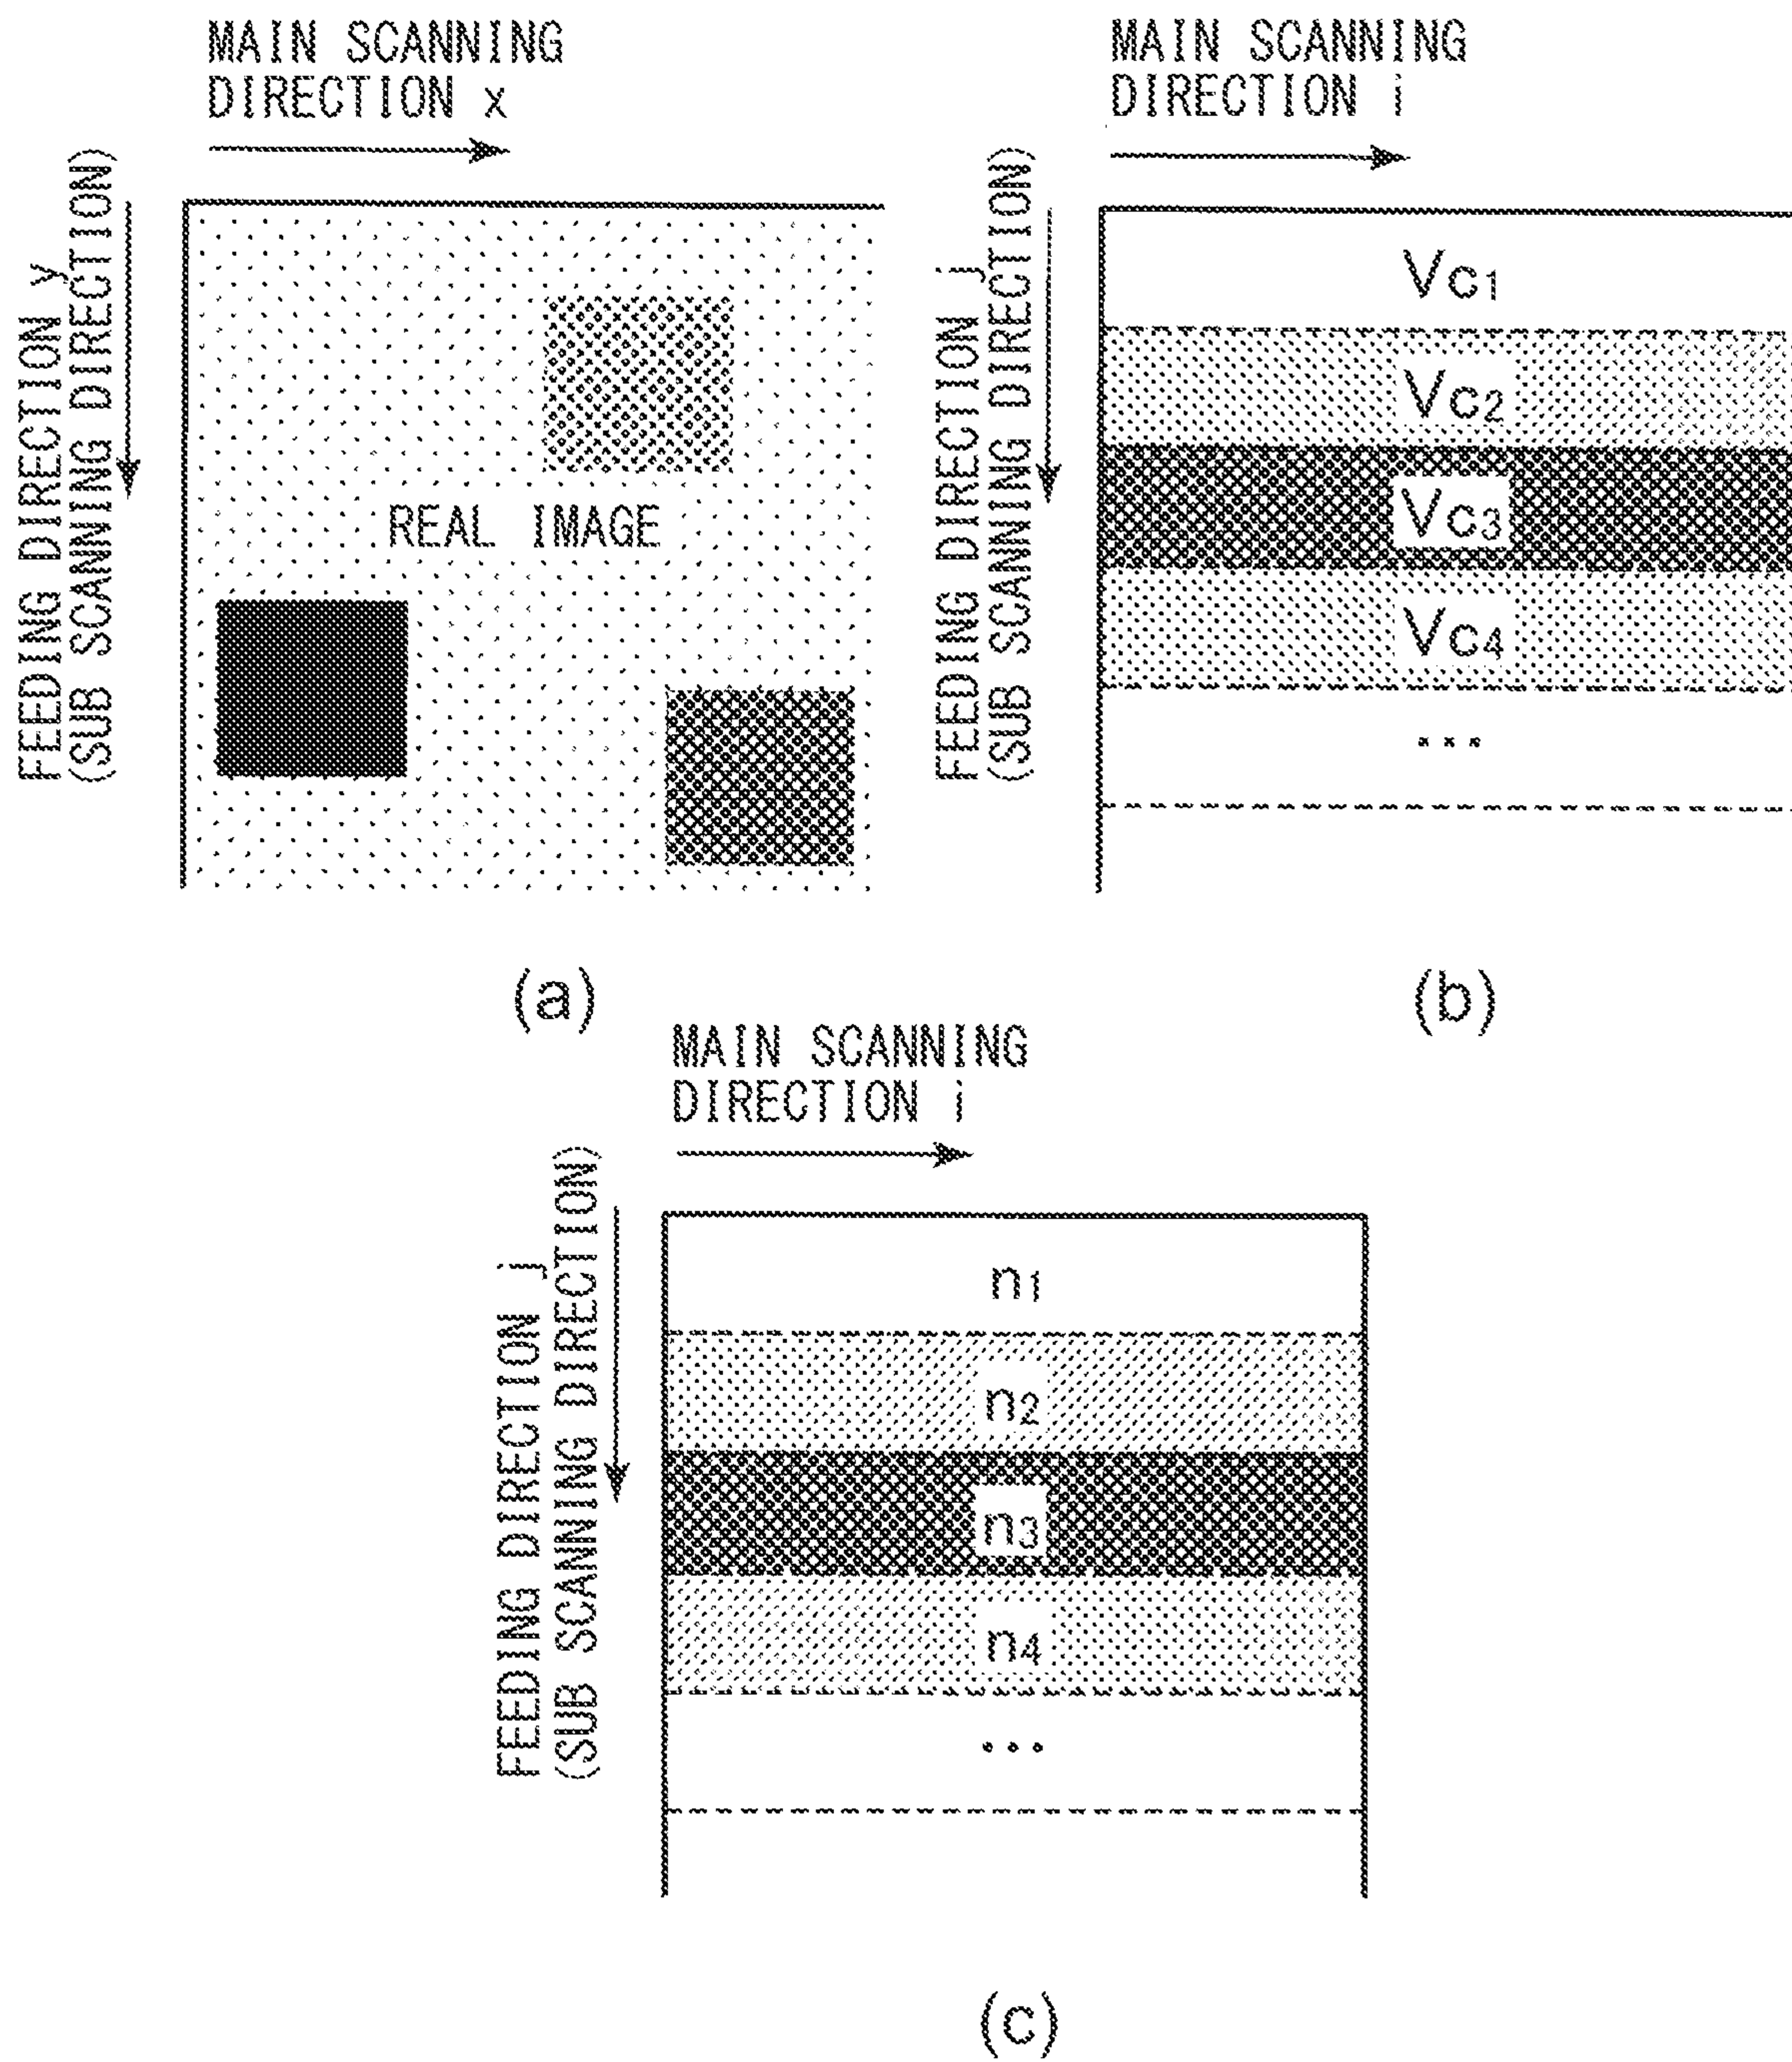 MAIN SCANNING
DIRECTION x
FEEDING DIRECTION y
(SUB SCANNING DIRECTION)
REAL IMAGE
(a)
MAIN SCANNING
DIRECTION i
FEEDING DIRECTION j
(SUB SCANNING DIRECTION)
Vc1
Vc2
Vc3
Vc4
...
(b)
MAIN SCANNING
DIRECTION i
FEEDING DIRECTION j
(SUB SCANNING DIRECTION)
n1
n2
n3
n4
...
(c)